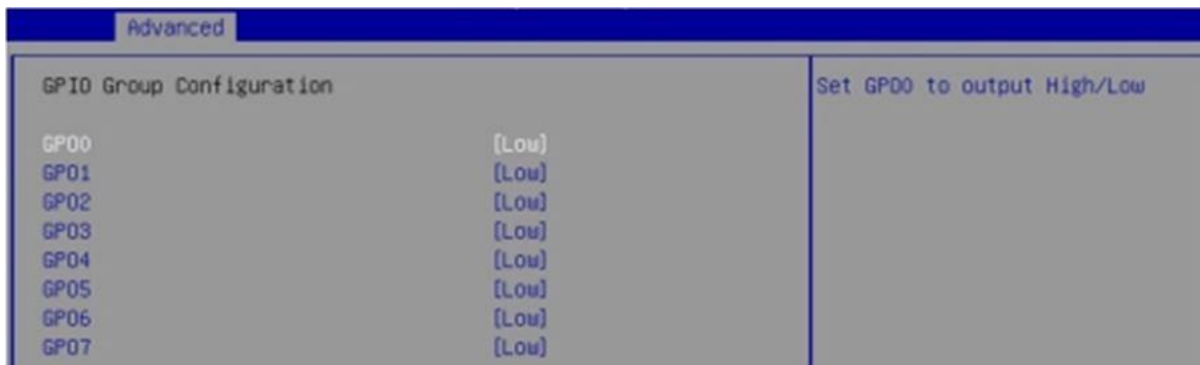 Advanced
GPIO Group Configuration
Set GPO0 to output High/Low
GPO0 [Low]
GPO1 [Low]
GPO2 [Low]
GPO3 [Low]
GPO4 [Low]
GPO5 [Low]
GPO6 [Low]
GPO7 [Low]